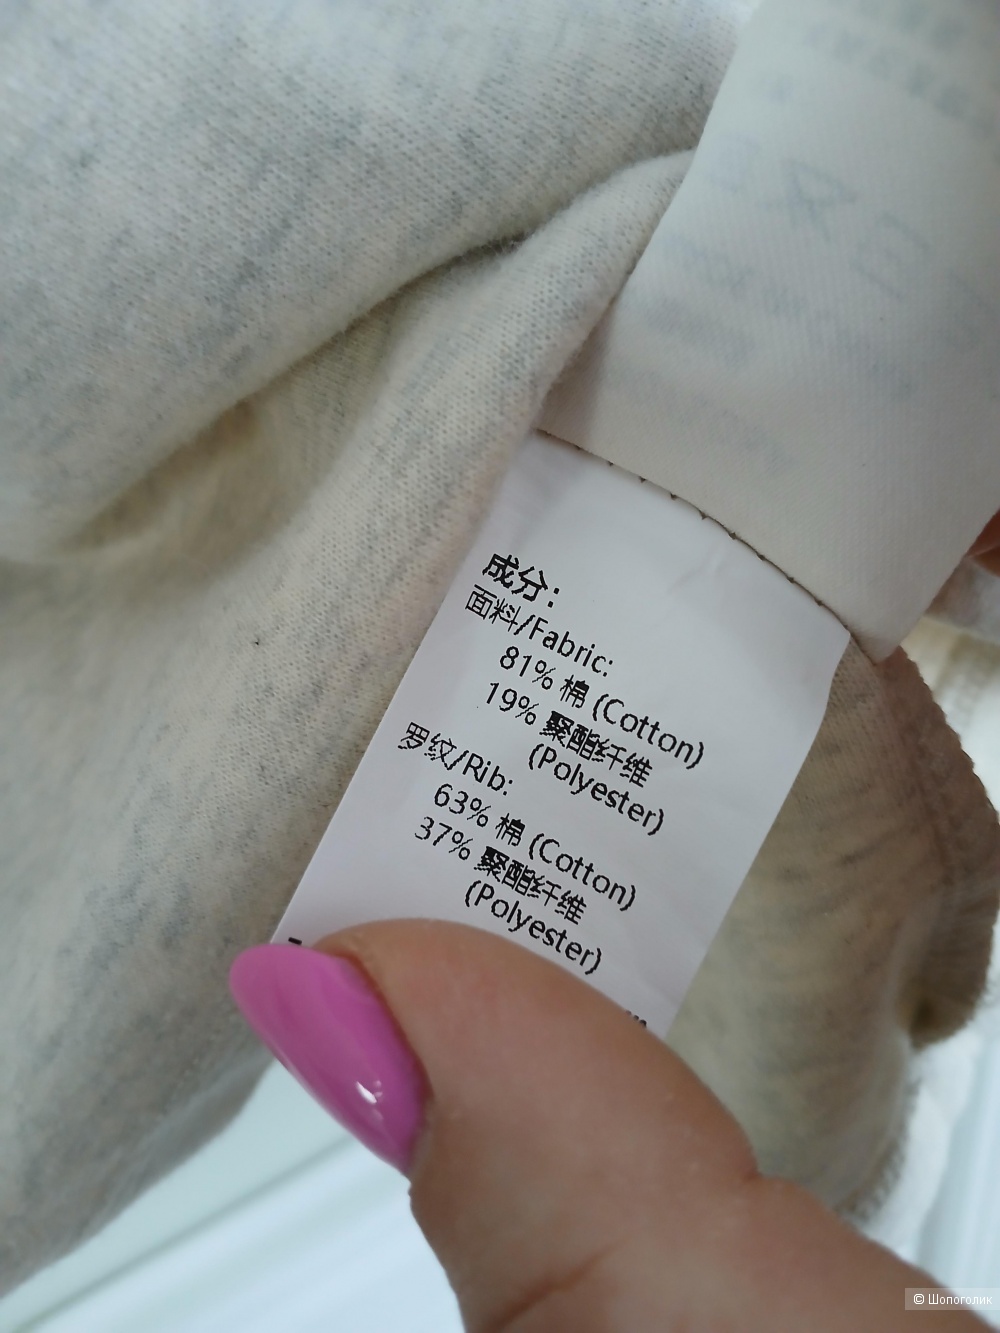 成分：
面料/Fabric:
81% 棉 (Cotton)
19% 聚酯纤维
(Polyester)
罗纹/Rib:
63% 棉 (Cotton)
37% 聚酯纤维
(Polyester)
© Шопоголик